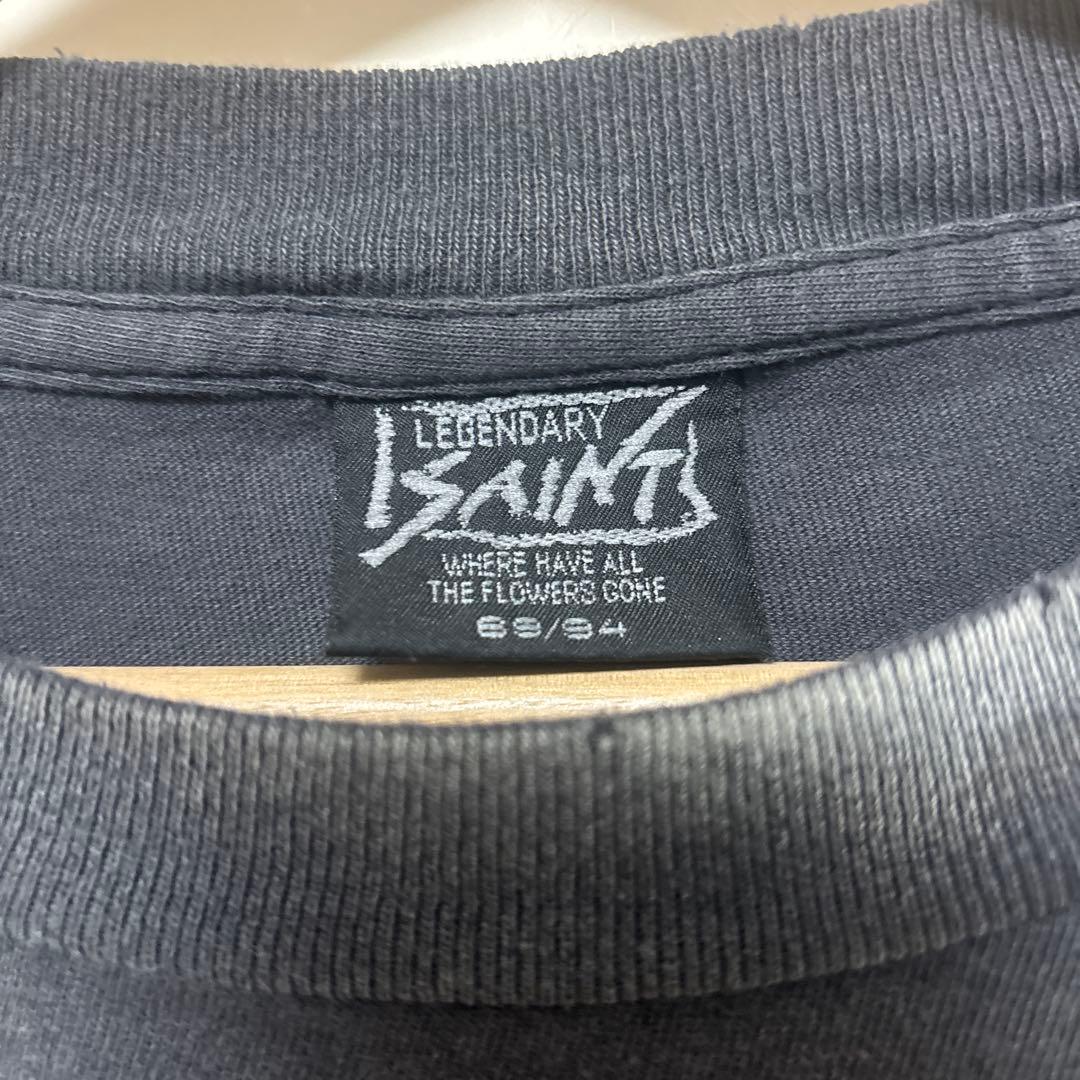 LEGENDARY
SAINTS
WHERE HAVE ALL
THE FLOWERS GONE
69/94